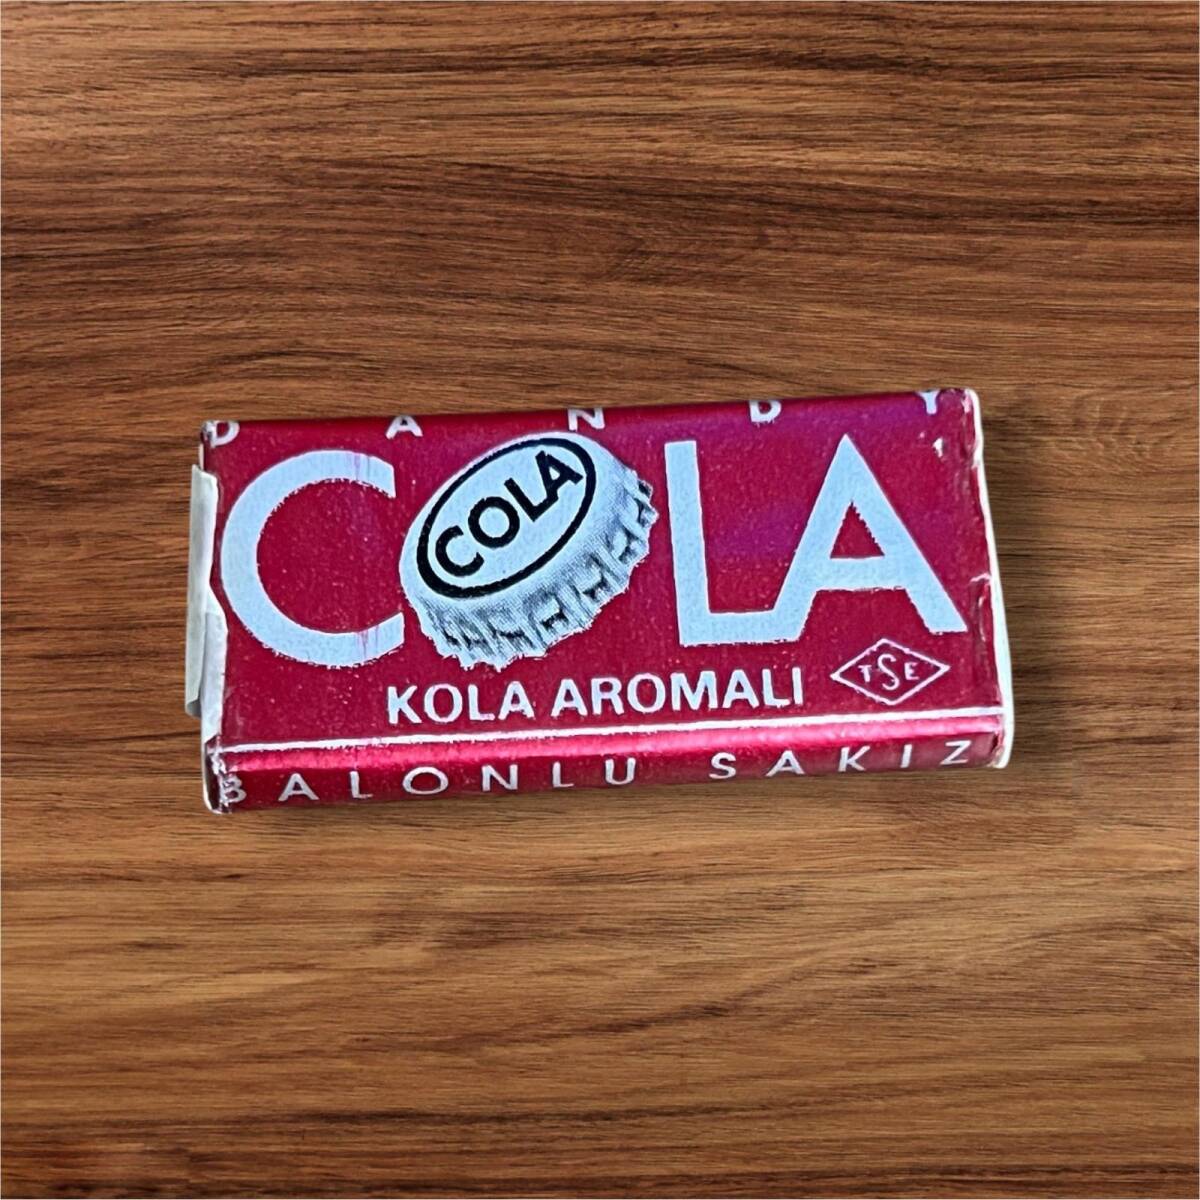 DANDY
COLA
COLA
KOLA AROMALI
TSE
BALONLU SAKIZ